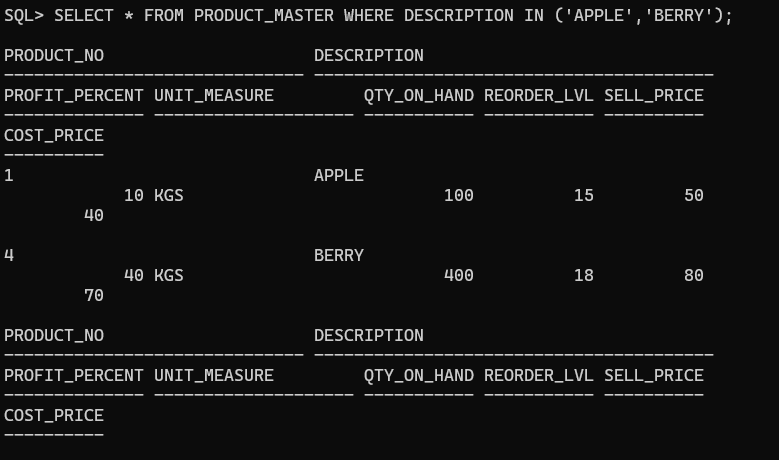 SQL> SELECT * FROM PRODUCT_MASTER WHERE DESCRIPTION IN ('APPLE','BERRY');
PRODUCT_NO                     DESCRIPTION
------------------------------ ----------------------------------------
PROFIT_PERCENT UNIT_MEASURE         QTY_ON_HAND REORDER_LVL SELL_PRICE
-------------- -------------------- ----------- ----------- ----------
COST_PRICE
----------
1                              APPLE
            10 KGS                          100          15         50
        40
4                              BERRY
            40 KGS                          400          18         80
        70
PRODUCT_NO                     DESCRIPTION
------------------------------ ----------------------------------------
PROFIT_PERCENT UNIT_MEASURE         QTY_ON_HAND REORDER_LVL SELL_PRICE
-------------- -------------------- ----------- ----------- ----------
COST_PRICE
----------